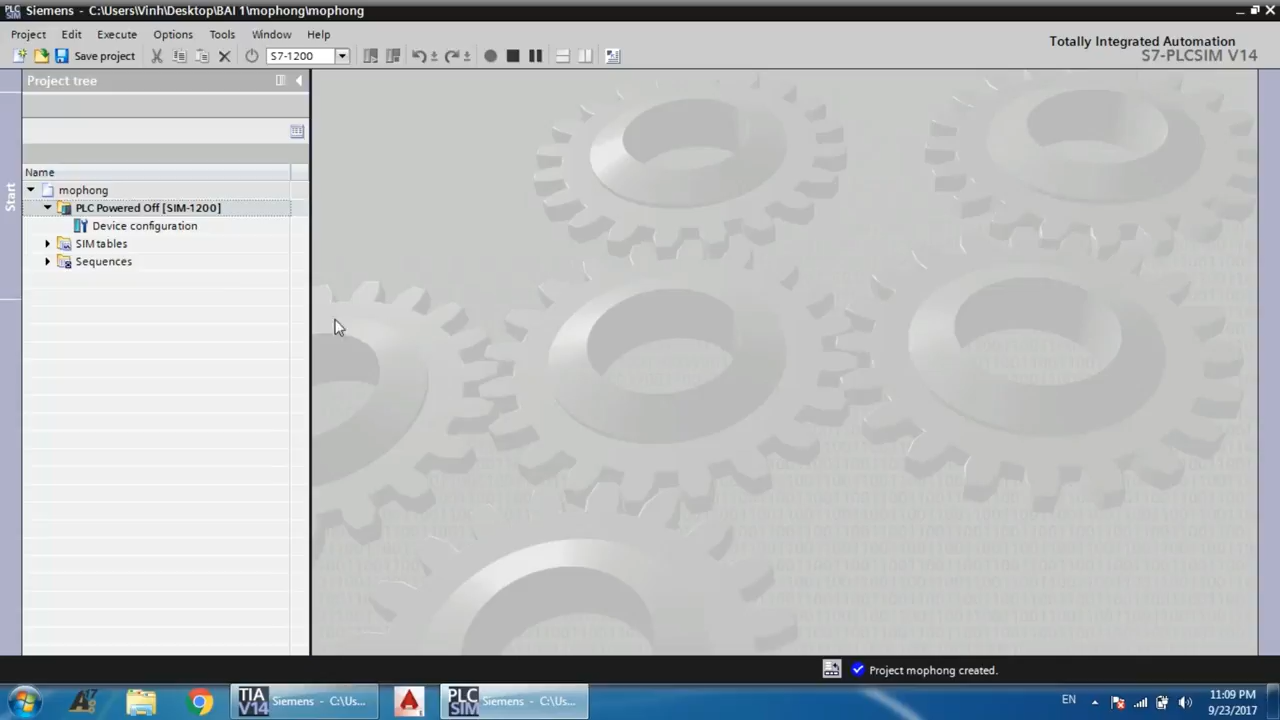 PLC SIM Siemens - C:\Users\Vinh\Desktop\BAI 1\mophong\mophong
Project Edit Execute Options Tools Window Help
Totally Integrated Automation
S7-PLCSIM V14
Save project
S7-1200
Project tree
Start
Name
mophong
PLC Powered Off [SIM-1200]
Device configuration
SIM tables
Sequences
Project mophong created.
TIA V14 Siemens - C:\Us...
PLC SIM Siemens - C:\Us...
EN
11:09 PM
9/23/2017